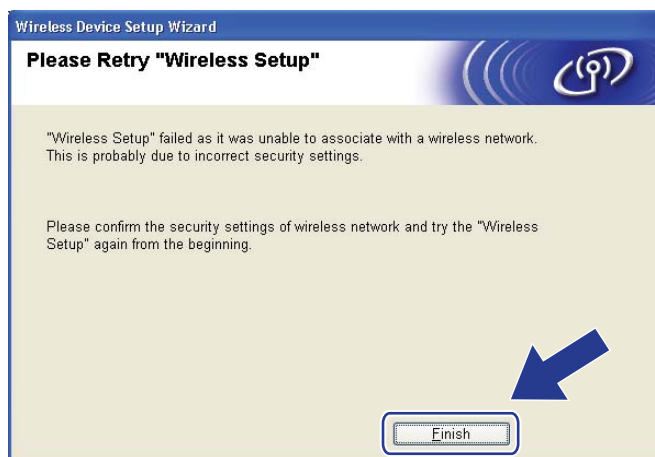 Wireless Device Setup Wizard
Please Retry "Wireless Setup"
"Wireless Setup" failed as it was unable to associate with a wireless network.
This is probably due to incorrect security settings.
Please confirm the security settings of wireless network and try the "Wireless
Setup" again from the beginning.
Finish